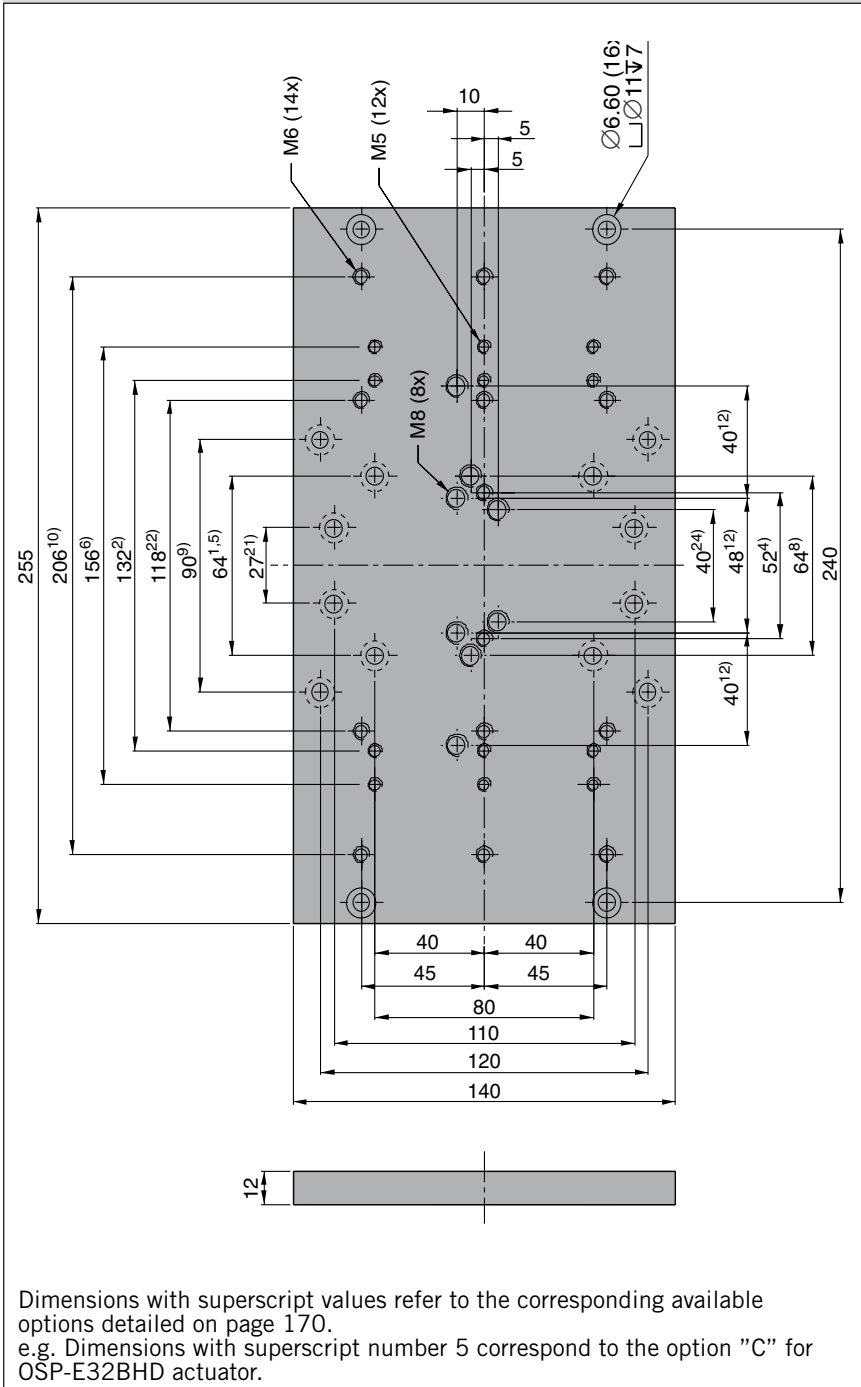 M6 (14x)
M5 (12x)
10
5
5
Ø6.60 (16x
⌴Ø11↧7
M8 (8x)
255
206¹⁰⁾
156⁶⁾
132²⁾
118²²⁾
90⁹⁾
64¹,⁵⁾
27²¹⁾
40¹²⁾
40²⁴⁾
48¹²⁾
52⁴⁾
64⁸⁾
240
40¹²⁾
40 40
45 45
80
110
120
140
12
Dimensions with superscript values refer to the corresponding available
options detailed on page 170.
e.g. Dimensions with superscript number 5 correspond to the option ”C” for
OSP-E32BHD actuator.